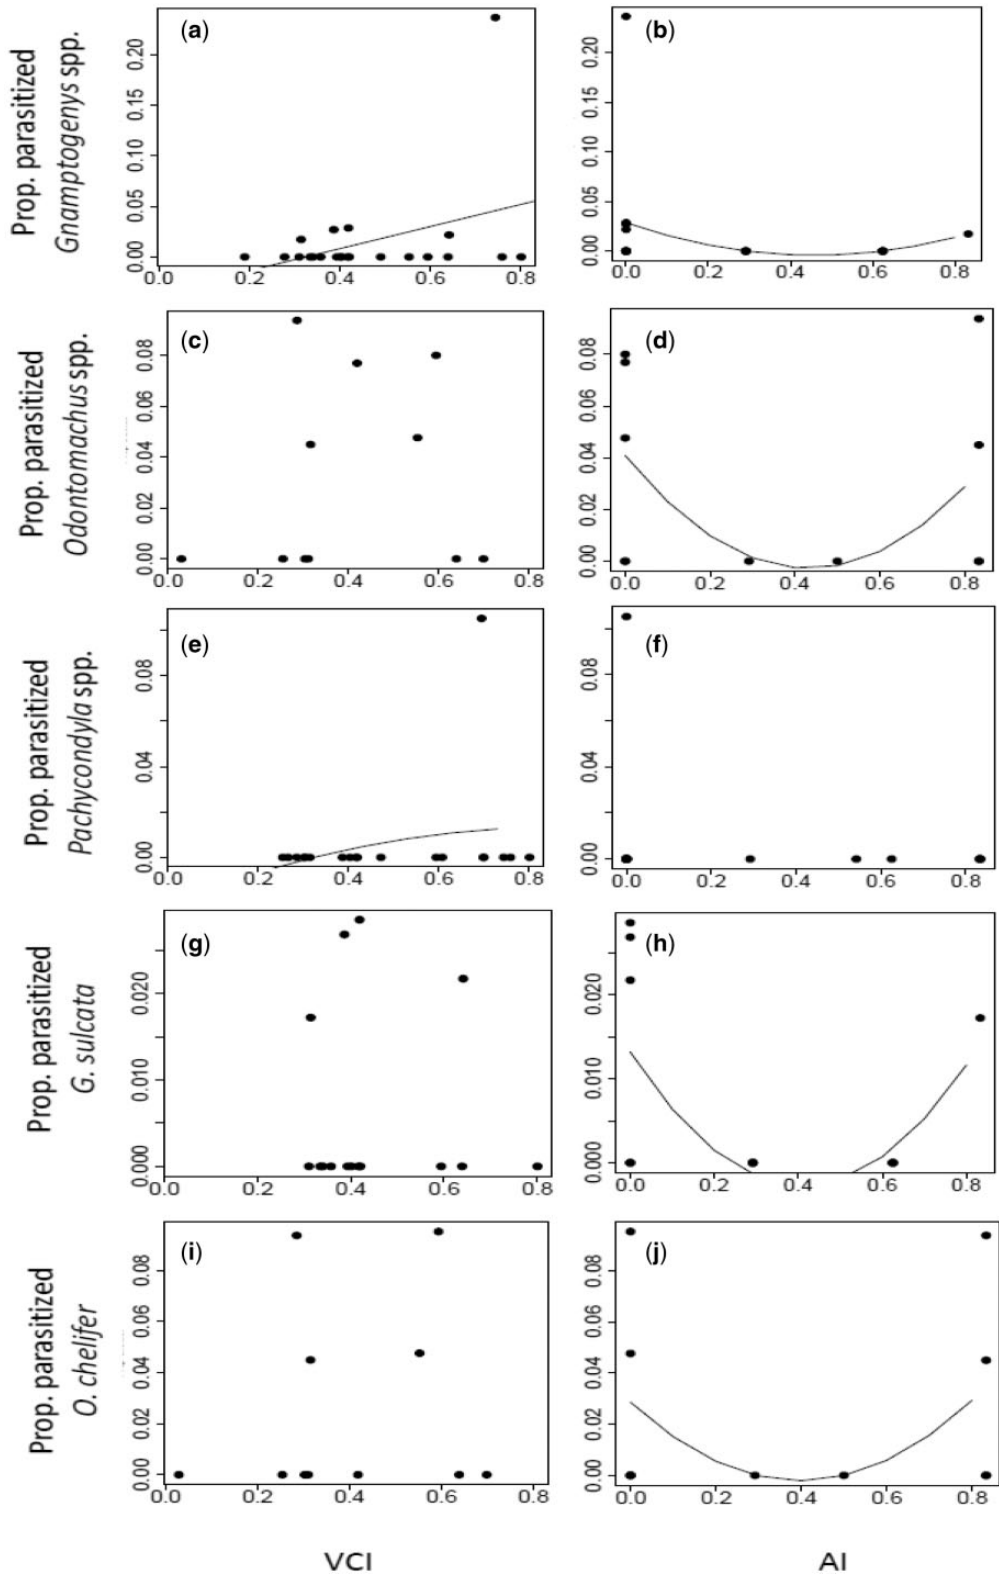 Prop. parasitized
Gnamptogenys spp.
(a)
0.00 0.05 0.10 0.15 0.20
0.0 0.2 0.4 0.6 0.8
(b)
0.00 0.05 0.10 0.15 0.20
0.0 0.2 0.4 0.6 0.8
Prop. parasitized
Odontomachus spp.
(c)
0.00 0.02 0.04 0.06 0.08
0.0 0.2 0.4 0.6 0.8
(d)
0.00 0.02 0.04 0.06 0.08
0.0 0.2 0.4 0.6 0.8
Prop. parasitized
Pachycondyla spp.
(e)
0.00 0.04 0.08
0.0 0.2 0.4 0.6 0.8
(f)
0.00 0.04 0.08
0.0 0.2 0.4 0.6 0.8
Prop. parasitized
G. sulcata
(g)
0.000 0.010 0.020
0.0 0.2 0.4 0.6 0.8
(h)
0.000 0.010 0.020
0.0 0.2 0.4 0.6 0.8
Prop. parasitized
O. chelifer
(i)
0.00 0.02 0.04 0.06 0.08
0.0 0.2 0.4 0.6 0.8
(j)
0.00 0.02 0.04 0.06 0.08
0.0 0.2 0.4 0.6 0.8
VCI
AI